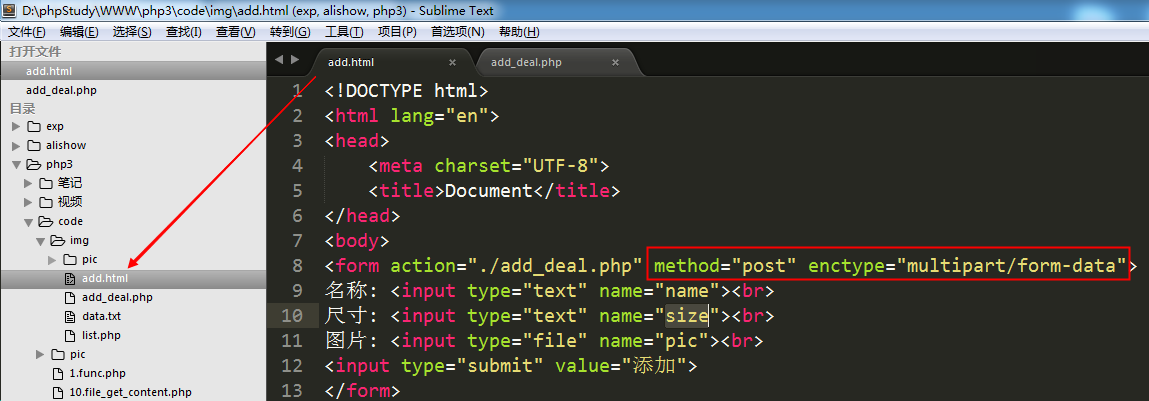 D:\phpStudy\WWW\php3\code\img\add.html (exp, alishow, php3) - Sublime Text
文件(F) 编辑(E) 选择(S) 查找(I) 查看(V) 转到(G) 工具(T) 项目(P) 首选项(N) 帮助(H)
打开文件
add.html
add_deal.php
目录
exp
alishow
php3
笔记
视频
code
img
pic
add.html
add_deal.php
data.txt
list.php
pic
1.func.php
10.file_get_content.php
add.html × add_deal.php ×
1 <!DOCTYPE html>
2 <html lang="en">
3 <head>
4 <meta charset="UTF-8">
5 <title>Document</title>
6 </head>
7 <body>
8 <form action="./add_deal.php" method="post" enctype="multipart/form-data">
9 名称: <input type="text" name="name"><br>
10 尺寸: <input type="text" name="size"><br>
11 图片: <input type="file" name="pic"><br>
12 <input type="submit" value="添加">
13 </form>